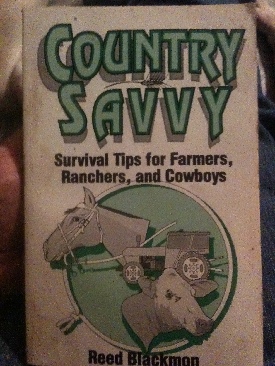 COUNTRY
SAVVY
Survival Tips for Farmers,
Ranchers, and Cowboys
Reed Blackmon